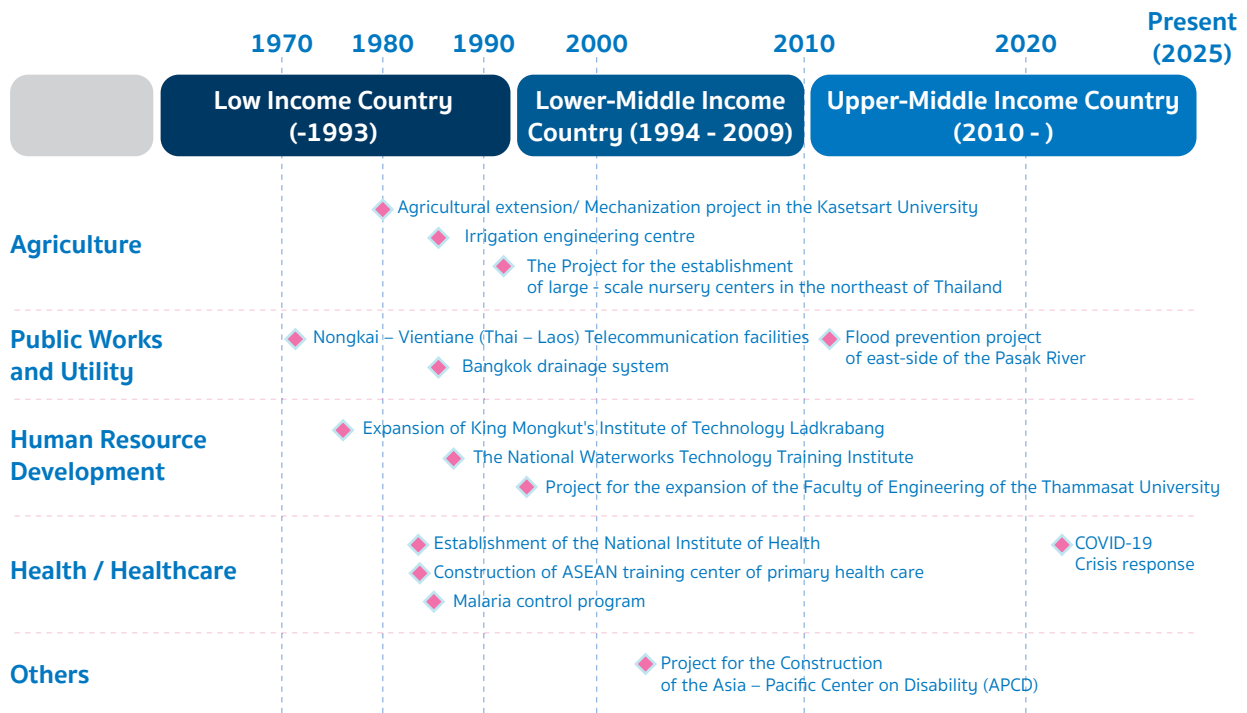 1970 1980 1990 2000 2010 2020 Present
(2025)
Low Income Country
(-1993)
Lower-Middle Income
Country (1994 - 2009)
Upper-Middle Income Country
(2010 - )
Agriculture
Agricultural extension/ Mechanization project in the Kasetsart University
Irrigation engineering centre
The Project for the establishment
of large - scale nursery centers in the northeast of Thailand
Public Works
and Utility
Nongkai – Vientiane (Thai – Laos) Telecommunication facilities
Bangkok drainage system
Flood prevention project
of east-side of the Pasak River
Human Resource
Development
Expansion of King Mongkut's Institute of Technology Ladkrabang
The National Waterworks Technology Training Institute
Project for the expansion of the Faculty of Engineering of the Thammasat University
Health / Healthcare
Establishment of the National Institute of Health
Construction of ASEAN training center of primary health care
Malaria control program
COVID-19
Crisis response
Others
Project for the Construction
of the Asia – Pacific Center on Disability (APCD)